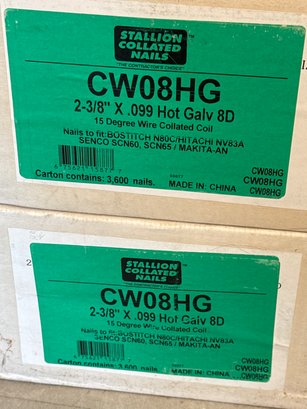 STALLION
COLLATED
NAILS
"THE CONTRACTOR'S CHOICE"
CW08HG
2-3/8" X .099 Hot Galv 8D
15 Degree Wire Collated Coil
Nails to fit:BOSTITCH N80C/HITACHI NV83A
SENCO SCN60, SCN65 / MAKITA-AN
CW08HG
CW08HG
Carton contains: 3,600 nails.
MADE IN: CHINA
CW08HG
STALLION
COLLATED
NAILS
CW08HG
2-3/8" X .099 Hot Galv 8D
15 Degree Wire Collated Coil
Nails to fit:BOSTITCH N80C/HITACHI NV83A
SENCO SCN60, SCN65 / MAKITA-AN
CW08HG
CW08HG
Carton contains: 3,600 nails.
MADE IN: CHINA
CW08HG